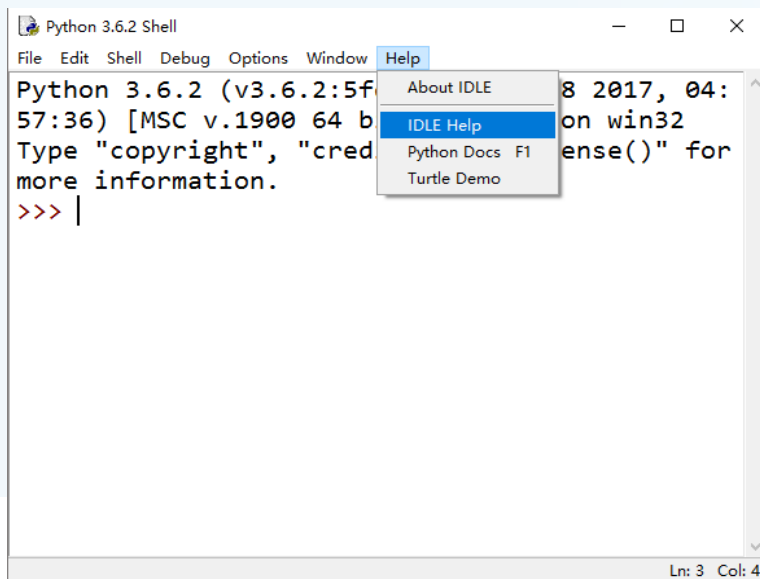 Python 3.6.2 Shell
File Edit Shell Debug Options Window Help
Python 3.6.2 (v3.6.2:5f 8 2017, 04:
57:36) [MSC v.1900 64 b on win32
Type "copyright", "cred ense()" for
more information.
>>>
About IDLE
IDLE Help
Python Docs F1
Turtle Demo
Ln: 3 Col: 4